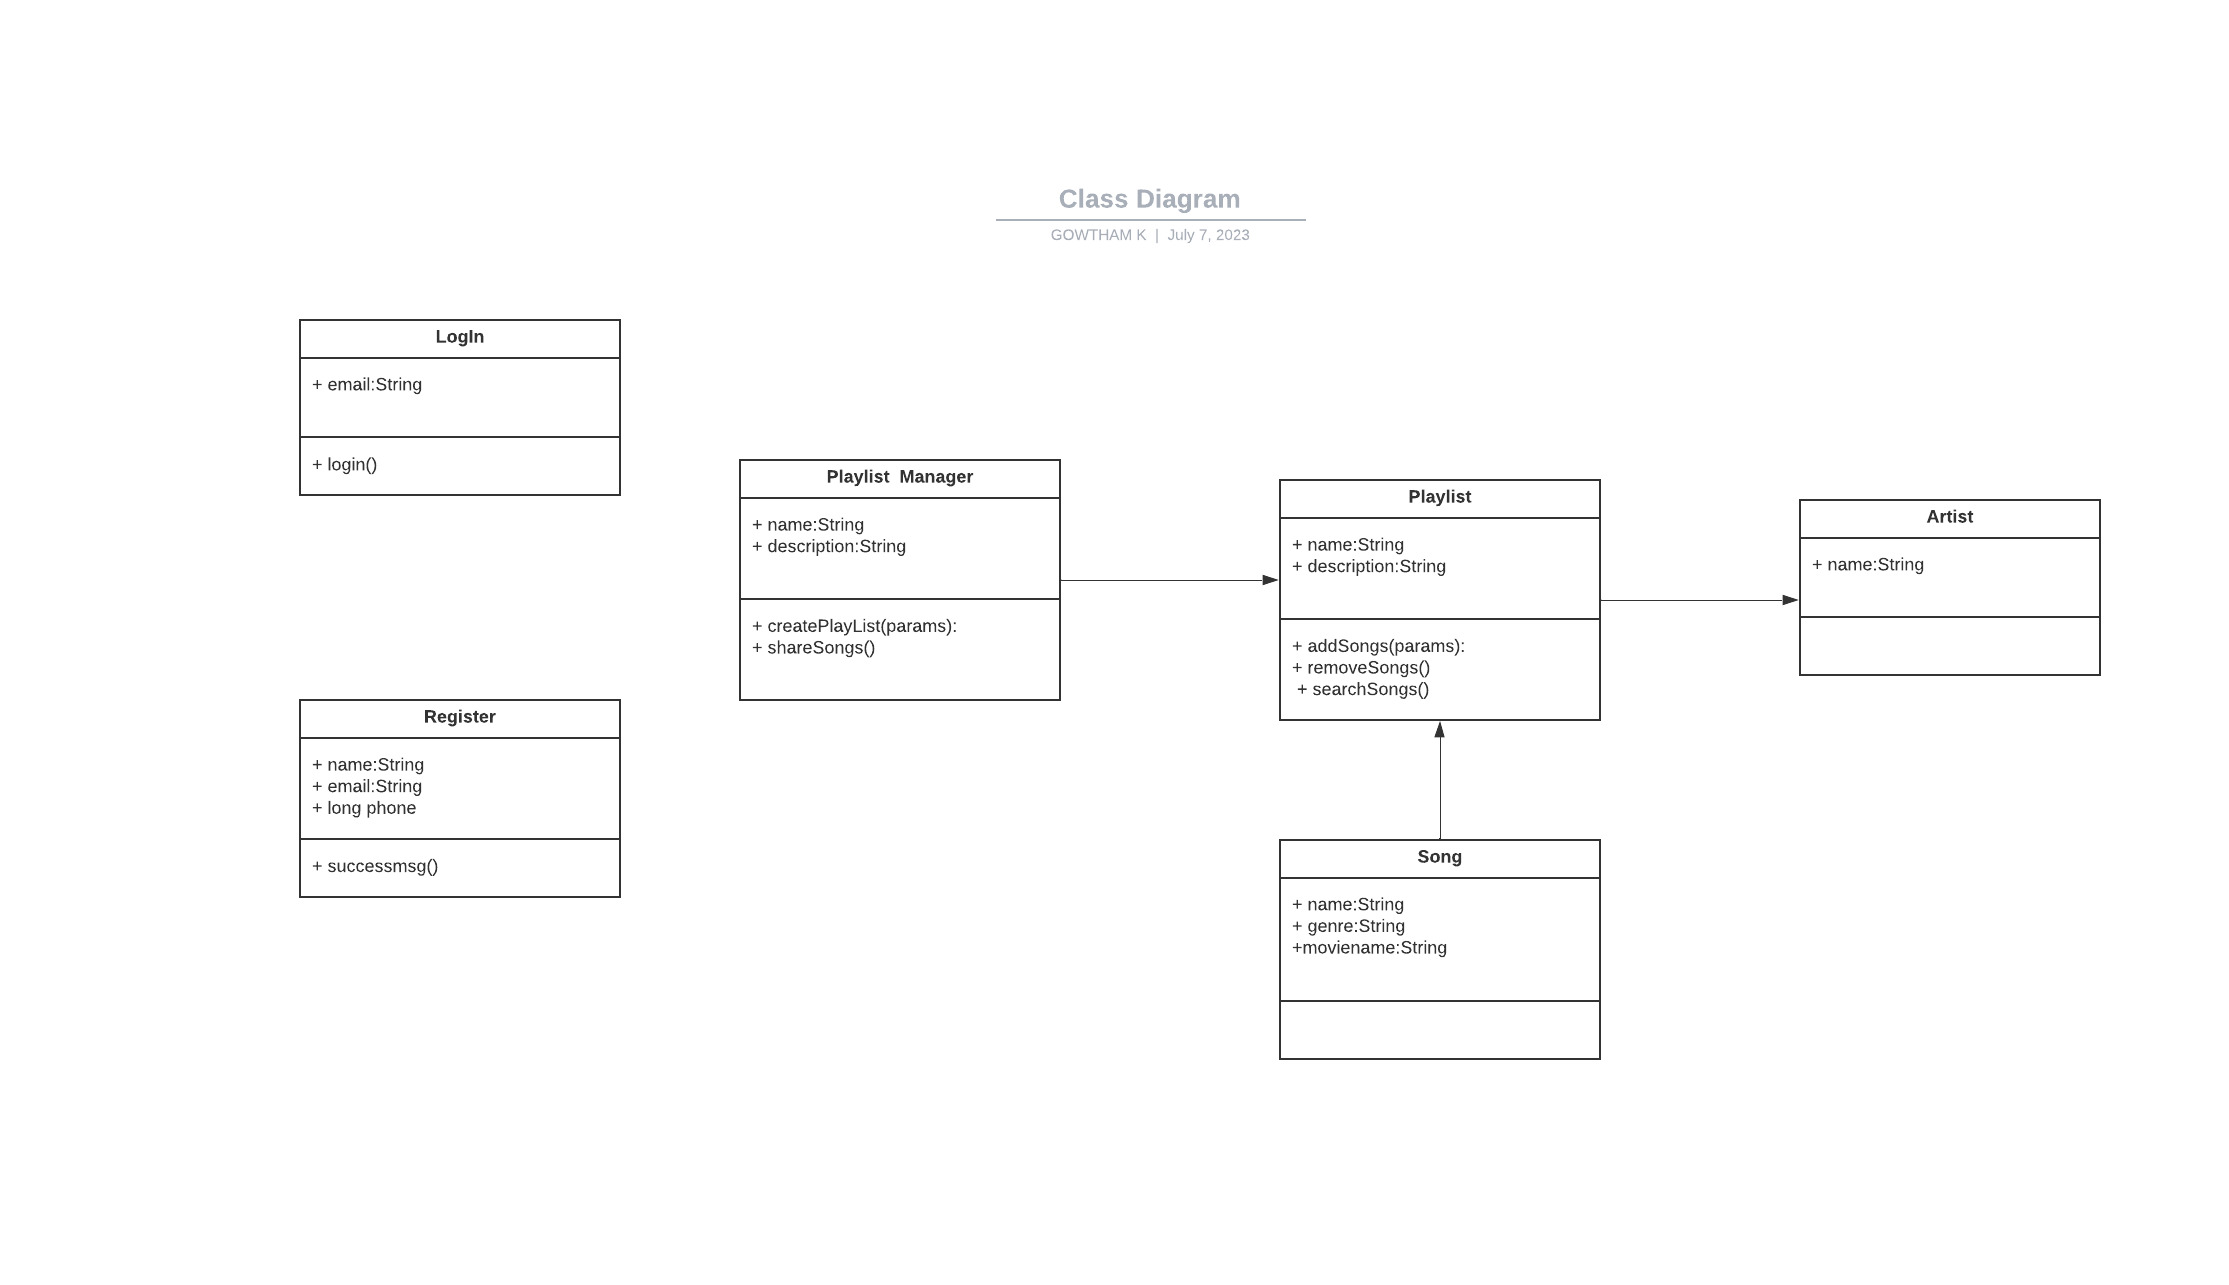 Class Diagram
GOWTHAM K | July 7, 2023
LogIn
+ email:String
+ login()
Register
+ name:String
+ email:String
+ long phone
+ successmsg()
Playlist  Manager
+ name:String
+ description:String
+ createPlayList(params):
+ shareSongs()
Playlist
+ name:String
+ description:String
+ addSongs(params):
+ removeSongs()
+ searchSongs()
Artist
+ name:String
Song
+ name:String
+ genre:String
+moviename:String